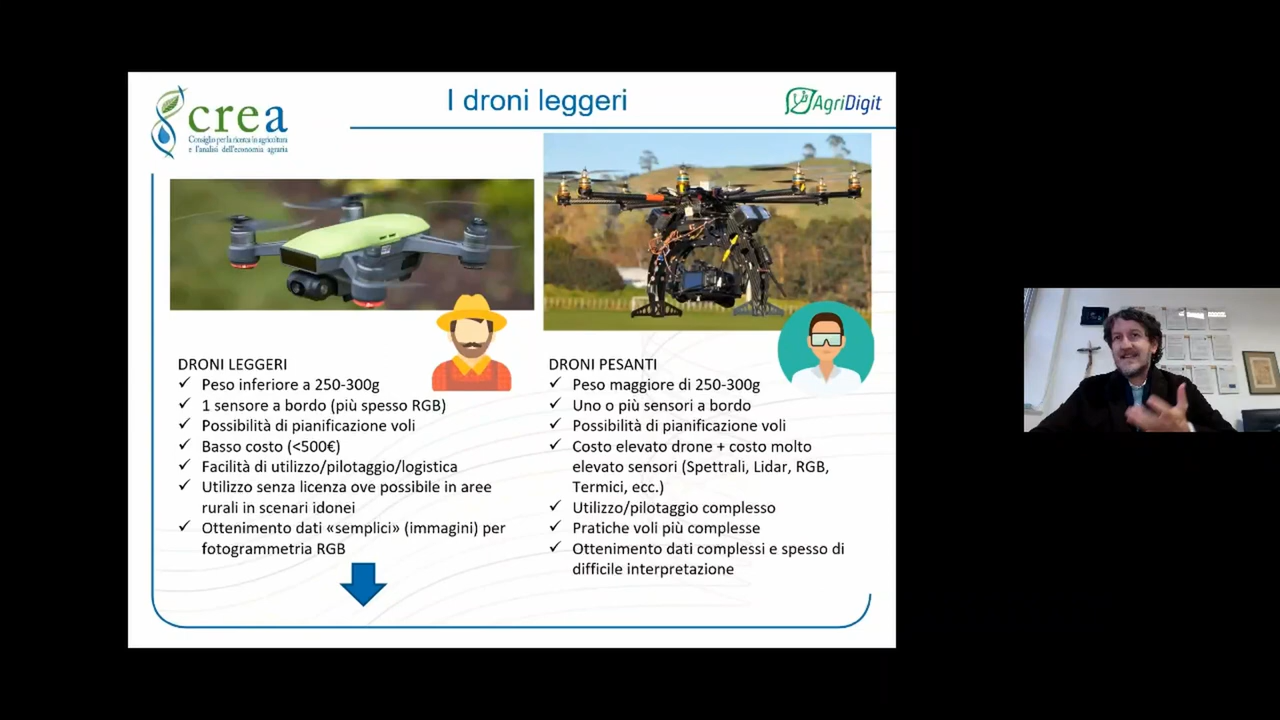 I droni leggeri
crea
Consiglio per la ricerca in agricoltura
e l'analisi dell'economia agraria
AgriDigit
DRONI LEGGERI
✓ Peso inferiore a 250-300g
✓ 1 sensore a bordo (più spesso RGB)
✓ Possibilità di pianificazione voli
✓ Basso costo (<500€)
✓ Facilità di utilizzo/pilotaggio/logistica
✓ Utilizzo senza licenza ove possibile in aree
rurali in scenari idonei
✓ Ottenimento dati «semplici» (immagini) per
fotogrammetria RGB
DRONI PESANTI
✓ Peso maggiore di 250-300g
✓ Uno o più sensori a bordo
✓ Possibilità di pianificazione voli
✓ Costo elevato drone + costo molto
elevato sensori (Spettrali, Lidar, RGB,
Termici, ecc.)
✓ Utilizzo/pilotaggio complesso
✓ Pratiche voli più complesse
✓ Ottenimento dati complessi e spesso di
difficile interpretazione